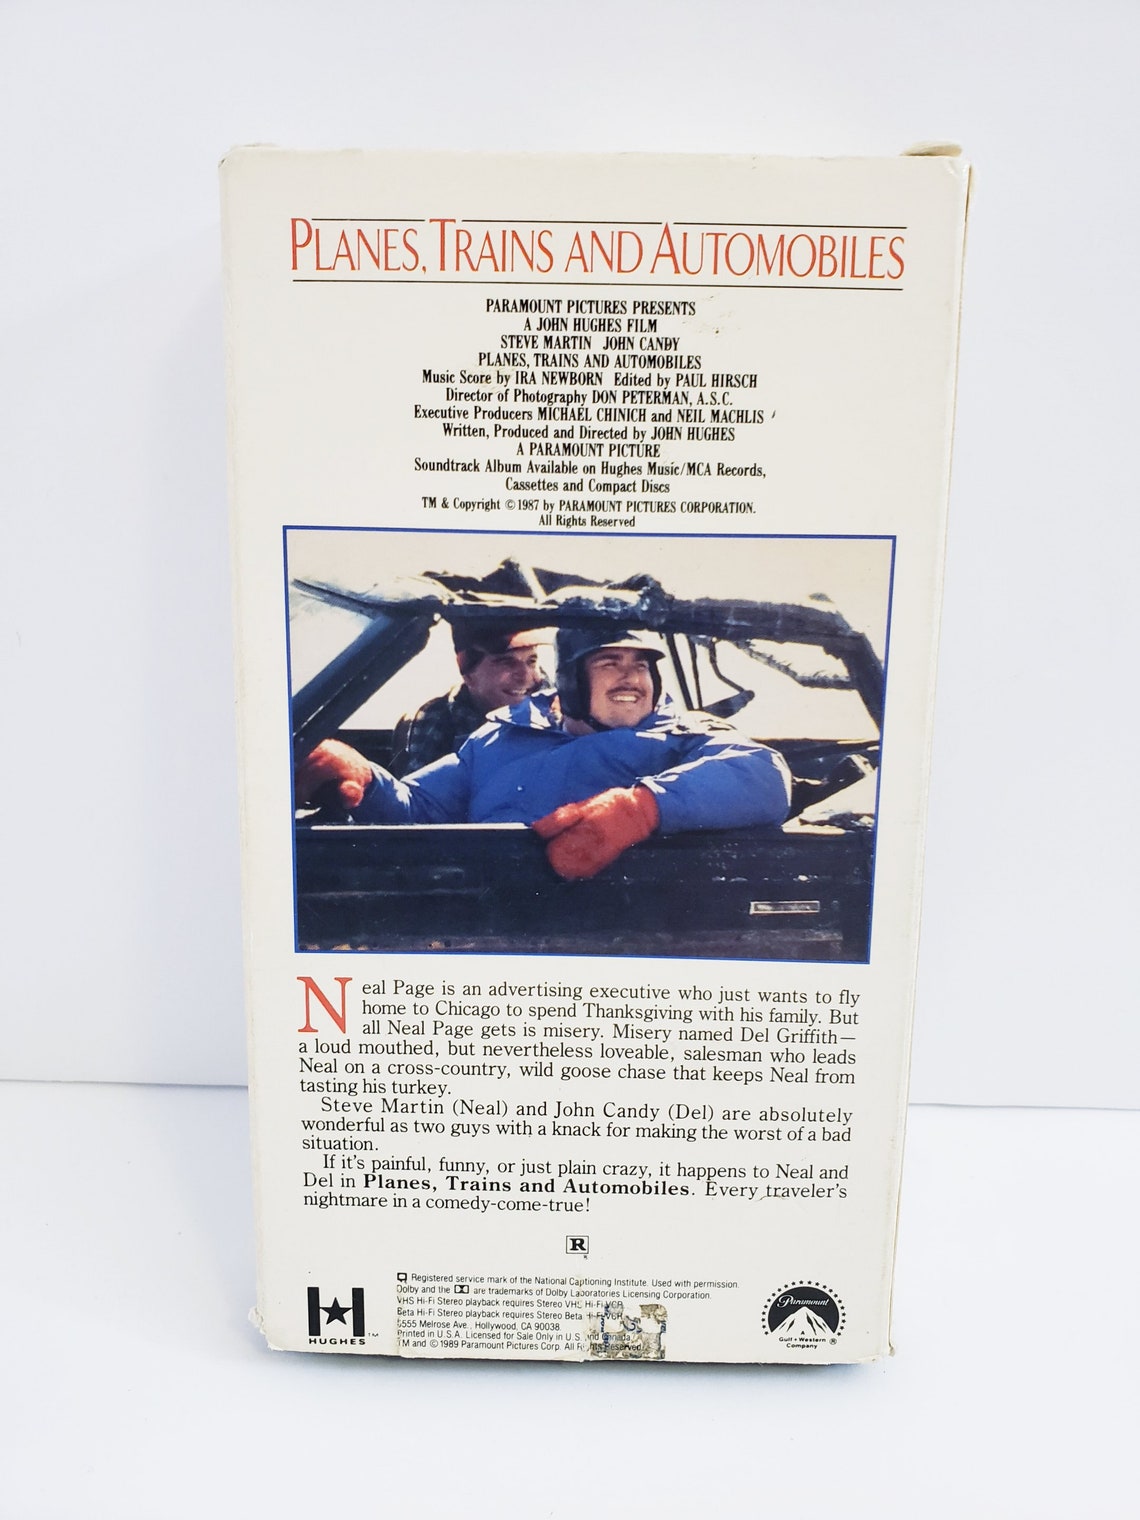 PLANES, TRAINS AND AUTOMOBILES
PARAMOUNT PICTURES PRESENTS
A JOHN HUGHES FILM
STEVE MARTIN JOHN CANDY
PLANES, TRAINS AND AUTOMOBILES
Music Score by IRA NEWBORN Edited by PAUL HIRSCH
Director of Photography DON PETERMAN, A.S.C.
Executive Producers MICHAEL CHINICH and NEIL MACHLIS
Written, Produced and Directed by JOHN HUGHES
A PARAMOUNT PICTURE
Soundtrack Album Available on Hughes Music/MCA Records,
Cassettes and Compact Discs
TM & Copyright © 1987 by PARAMOUNT PICTURES CORPORATION.
All Rights Reserved
Neal Page is an advertising executive who just wants to fly
home to Chicago to spend Thanksgiving with his family. But
all Neal Page gets is misery. Misery named Del Griffith—
a loud mouthed, but nevertheless loveable, salesman who leads
Neal on a cross-country, wild goose chase that keeps Neal from
tasting his turkey.
Steve Martin (Neal) and John Candy (Del) are absolutely
wonderful as two guys with a knack for making the worst of a bad
situation.
If it's painful, funny, or just plain crazy, it happens to Neal and
Del in Planes, Trains and Automobiles. Every traveler's
nightmare in a comedy-come-true!
R
H
HUGHES ™
Registered service mark of the National Captioning Institute. Used with permission.
Dolby and the are trademarks of Dolby Laboratories Licensing Corporation.
VHS Hi-Fi Stereo playback requires Stereo VHS Hi-Fi VCR
Beta Hi-Fi Stereo playback requires Stereo Beta Hi-Fi VCR
5555 Melrose Ave., Hollywood, CA 90038
Printed in U.S.A. Licensed for Sale Only in U.S. and Canada
TM and © 1989 Paramount Pictures Corp. All Rights Reserved
Paramount
A
Gulf + Western
Company ®